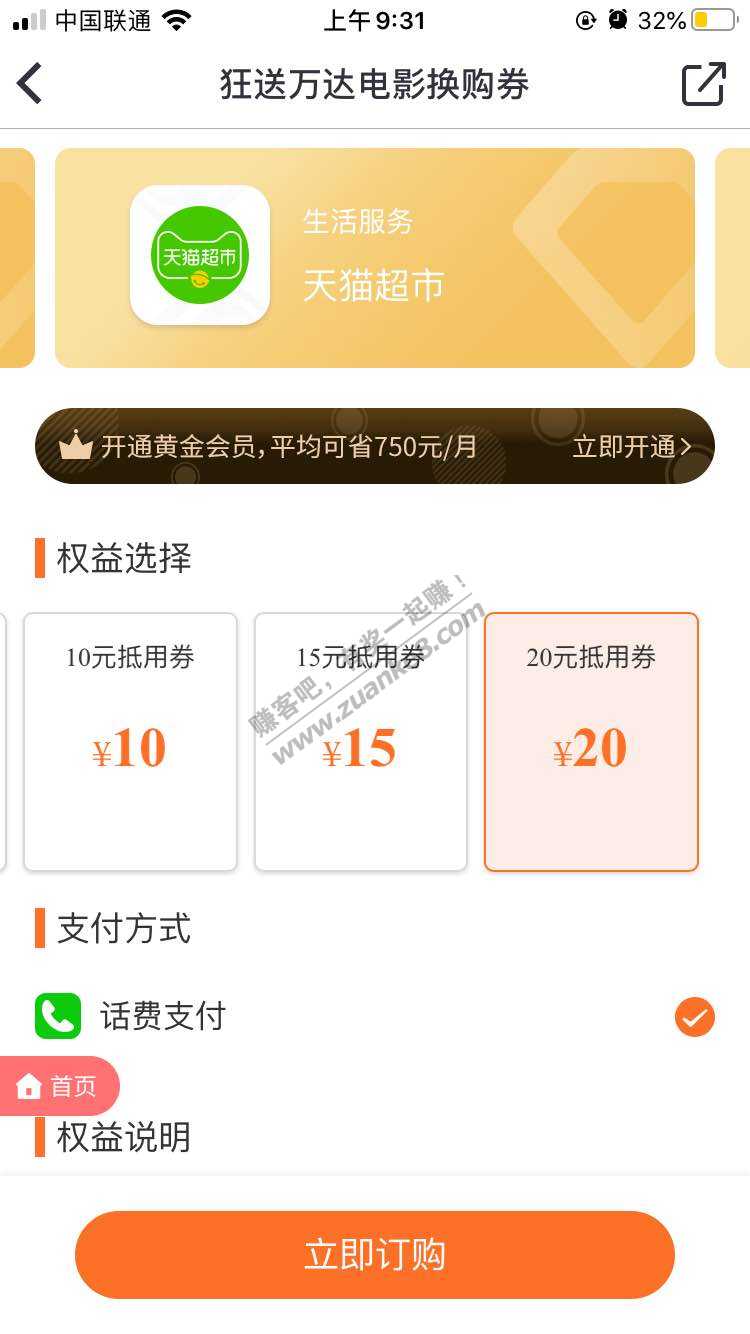 中国联通
上午9:31
32%
狂送万达电影换购券
天猫超市
生活服务
天猫超市
开通黄金会员,平均可省750元/月
立即开通>
权益选择
10元抵用券
15元抵用券
20元抵用券
¥10
¥15
¥20
赚客吧,有奖一起赚!
www.zuanke8.com
支付方式
话费支付
首页
权益说明
立即订购